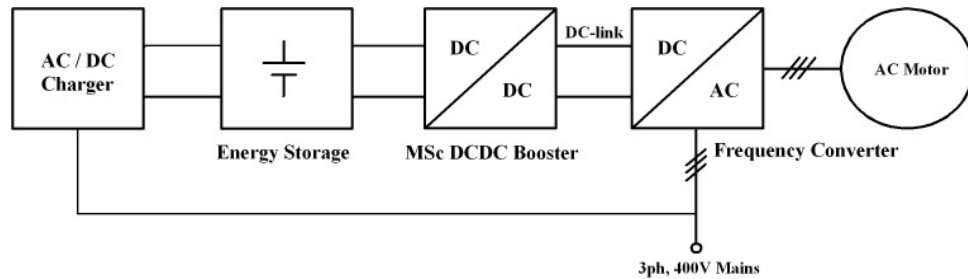 AC / DC
Charger
Energy Storage
DC
DC
MSc DCDC Booster
DC-link
DC
AC
Frequency Converter
AC Motor
3ph, 400V Mains